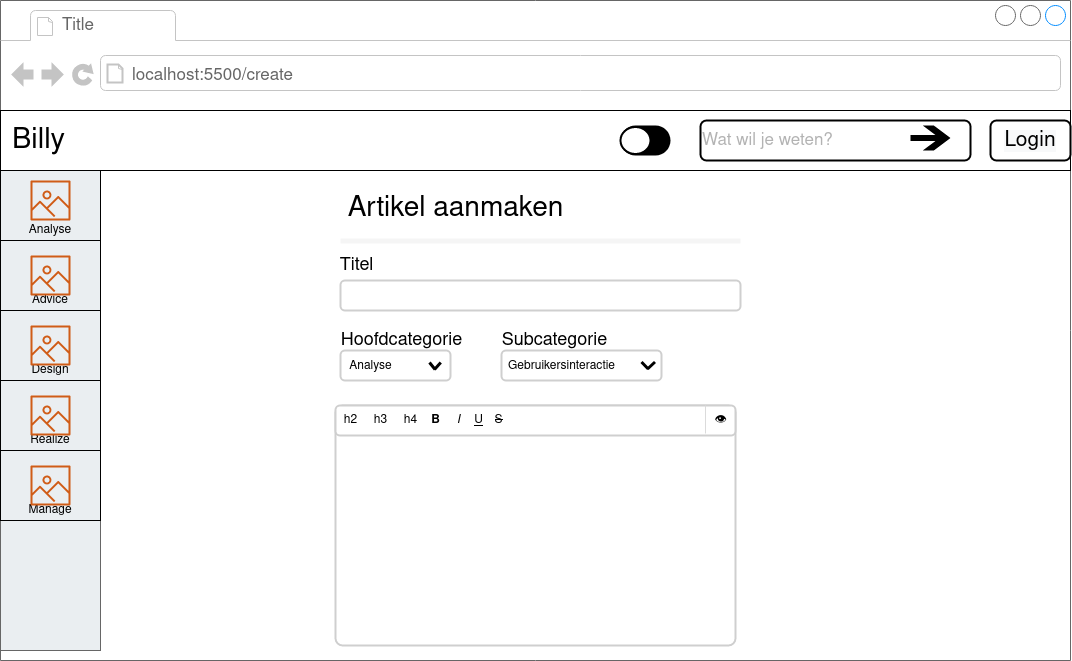 Title
localhost:5500/create
Billy
Wat wil je weten?
Login
Analyse
Advice
Design
Realize
Manage
Artikel aanmaken
Titel
Hoofdcategorie Subcategorie
Analyse Gebruikersinteractie
h2 h3 h4 B I U S